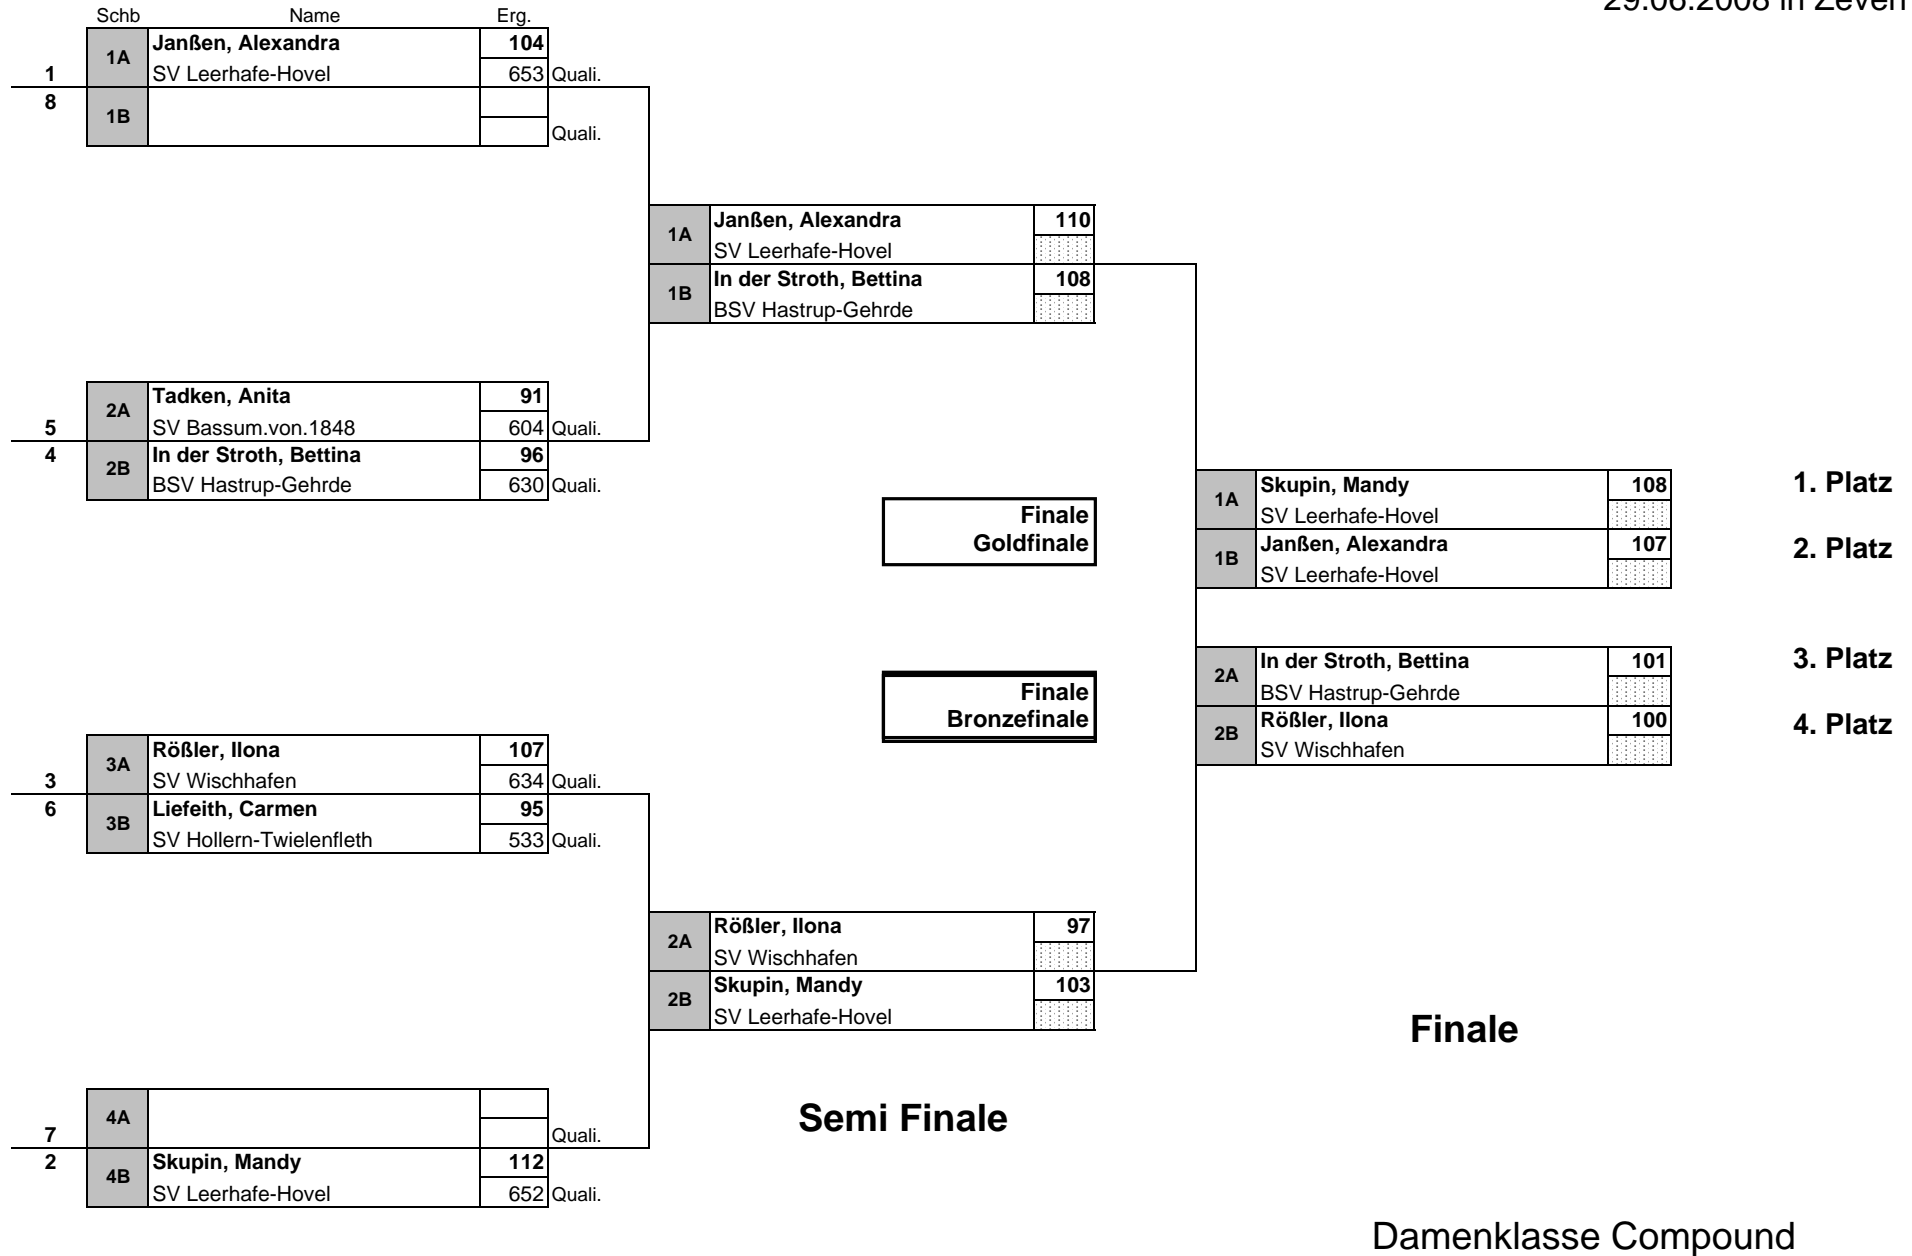 29.06.2008 in Zeven
Schb Name Erg.
1A Janßen, Alexandra 104
1 SV Leerhafe-Hovel 653 Quali.
8 1B
Quali.
1A Janßen, Alexandra 110
SV Leerhafe-Hovel
1B In der Stroth, Bettina 108
BSV Hastrup-Gehrde
2A Tadken, Anita 91
5 SV Bassum.von.1848 604 Quali.
4 2B In der Stroth, Bettina 96
BSV Hastrup-Gehrde 630 Quali.
1A Skupin, Mandy 108 1. Platz
SV Leerhafe-Hovel
1B Janßen, Alexandra 107 2. Platz
SV Leerhafe-Hovel
Finale
Goldfinale
2A In der Stroth, Bettina 101 3. Platz
BSV Hastrup-Gehrde
2B Rößler, Ilona 100 4. Platz
SV Wischhafen
Finale
Bronzefinale
3A Rößler, Ilona 107
3 SV Wischhafen 634 Quali.
6 3B Liefeith, Carmen 95
SV Hollern-Twielenfleth 533 Quali.
2A Rößler, Ilona 97
SV Wischhafen
2B Skupin, Mandy 103
SV Leerhafe-Hovel
Finale
Semi Finale
4A
7 Quali.
2 4B Skupin, Mandy 112
SV Leerhafe-Hovel 652 Quali.
Damenklasse Compound